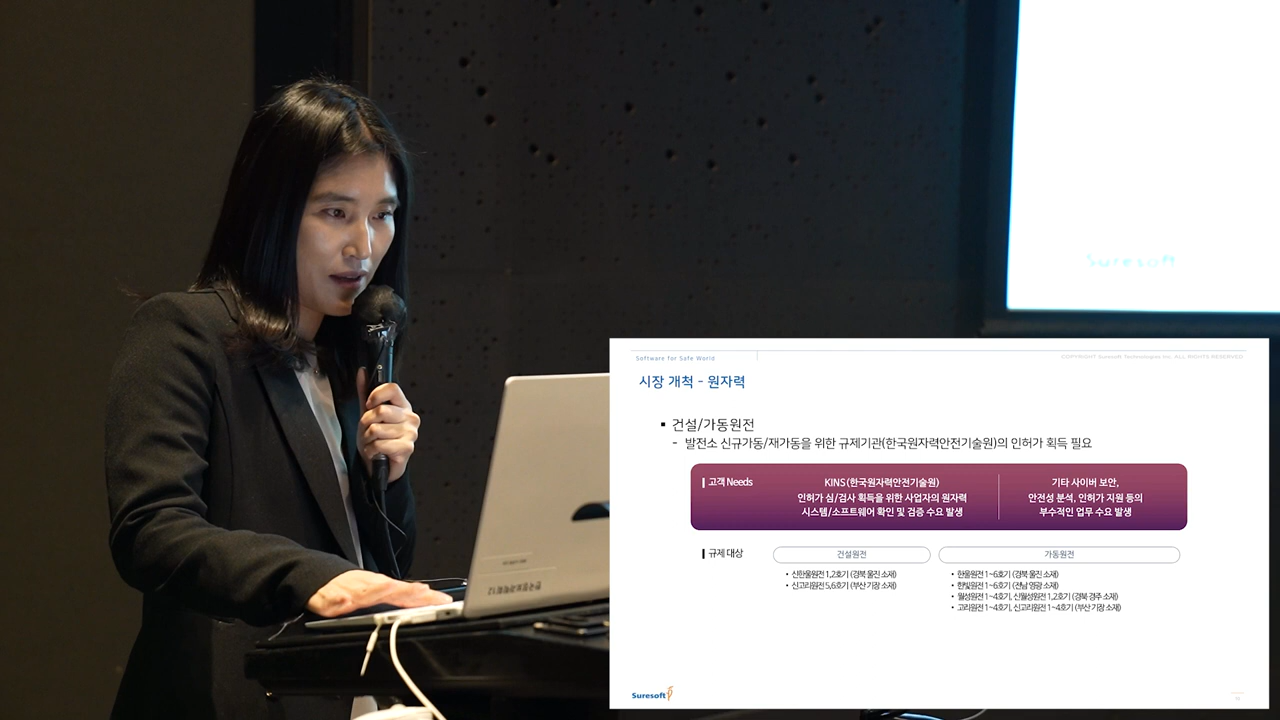 Suresoft
Software for Safe World
COPYRIGHT Suresoft Technologies Inc. ALL RIGHTS RESERVED
시장 개척 - 원자력
▪ 건설/가동원전
- 발전소 신규가동/재가동을 위한 규제기관(한국원자력안전기술원)의 인허가 획득 필요
고객 Needs
KINS(한국원자력안전기술원)
인허가 심/검사 획득을 위한 사업자의 원자력
시스템/소프트웨어 확인 및 검증 수요 발생
기타 사이버 보안,
안전성 분석, 인허가 지원 등의
부수적인 업무 수요 발생
규제 대상
건설원전
• 신한울원전 1,2호기 (경북 울진 소재)
• 신고리원전 5,6호기 (부산 기장 소재)
가동원전
• 한울원전 1~6호기 (경북 울진 소재)
• 한빛원전 1~6호기 (전남 영광 소재)
• 월성원전 1~4호기, 신월성원전 1,2호기 (경북 경주 소재)
• 고리원전 1~4호기, 신고리원전 1~4호기 (부산 기장 소재)
Suresoft